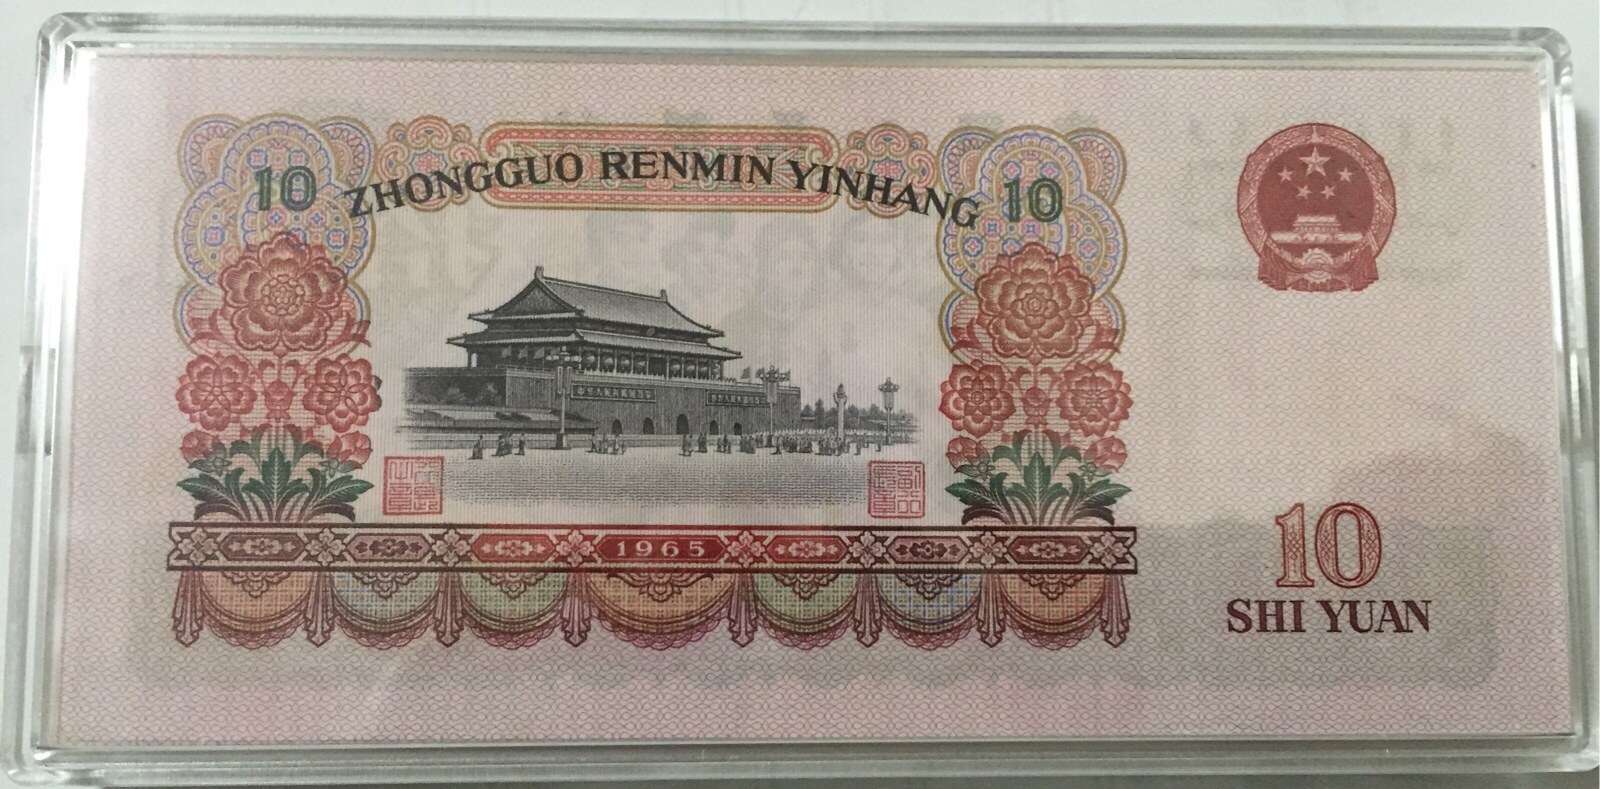 10 ZHONGGUO RENMIN YINHANG 10
1965
10
SHI YUAN